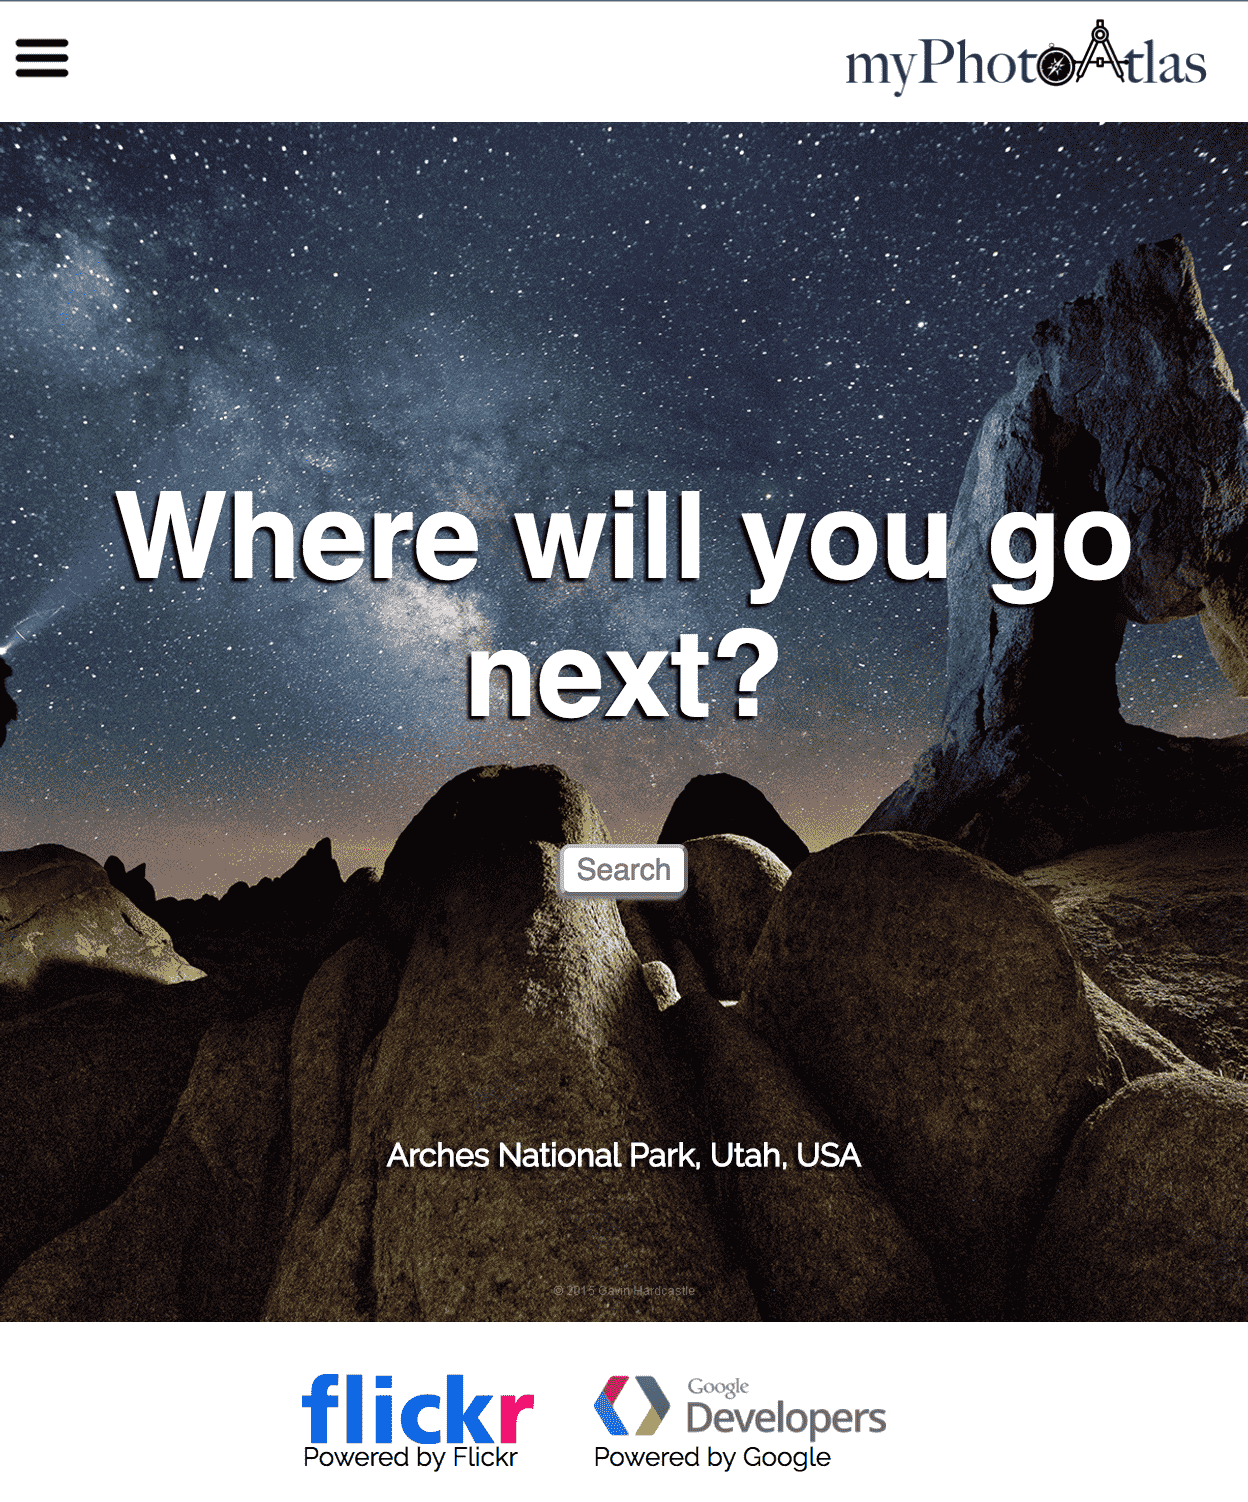 myPhotoAtlas
Where will you go
next?
Search
Arches National Park, Utah, USA
© 2015 Gavin Hardcastle
flickr
Powered by Flickr
Google
Developers
Powered by Google